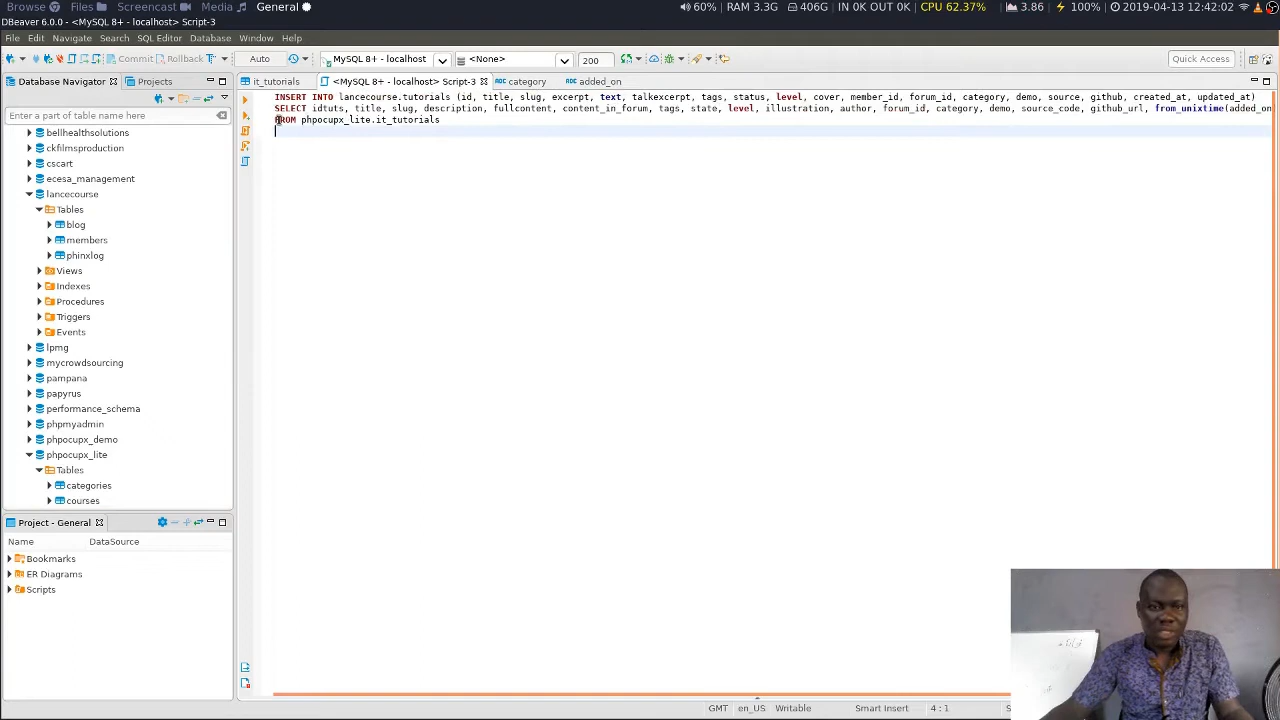 Browse Files Screencast Media General 60% RAM 3.3G 406G IN 0K OUT 0K CPU 62.37% 3.86 100% 2019-04-13 12:42:02
DBeaver 6.0.0 - <MySQL 8+ - localhost> Script-3
File Edit Navigate Search SQL Editor Database Window Help
Commit Rollback Auto MySQL 8+ - localhost <None> 200 Quick Access
Database Navigator Projects it_tutorials <MySQL 8+ - localhost> Script-3 category added_on
Enter a part of table name here
INSERT INTO lancecourse.tutorials (id, title, slug, excerpt, text, talkexcerpt, tags, status, level, cover, member_id, forum_id, category, demo, source, github, created_at, updated_at)
SELECT idtuts, title, slug, description, fullcontent, content_in_forum, tags, state, level, illustration, author, forum_id, category, demo, source_code, github_url, from_unixtime(added_on
FROM phpocupx_lite.it_tutorials
bellhealthsolutions
ckfilmsproduction
cscart
ecesa_management
lancecourse
Tables
blog
members
phinxlog
Views
Indexes
Procedures
Triggers
Events
lpmg
mycrowdsourcing
pampana
papyrus
performance_schema
phpmyadmin
phpocupx_demo
phpocupx_lite
Tables
categories
courses
Project - General
Name DataSource
Bookmarks
ER Diagrams
Scripts
GMT en_US Writable Smart Insert 4 : 1